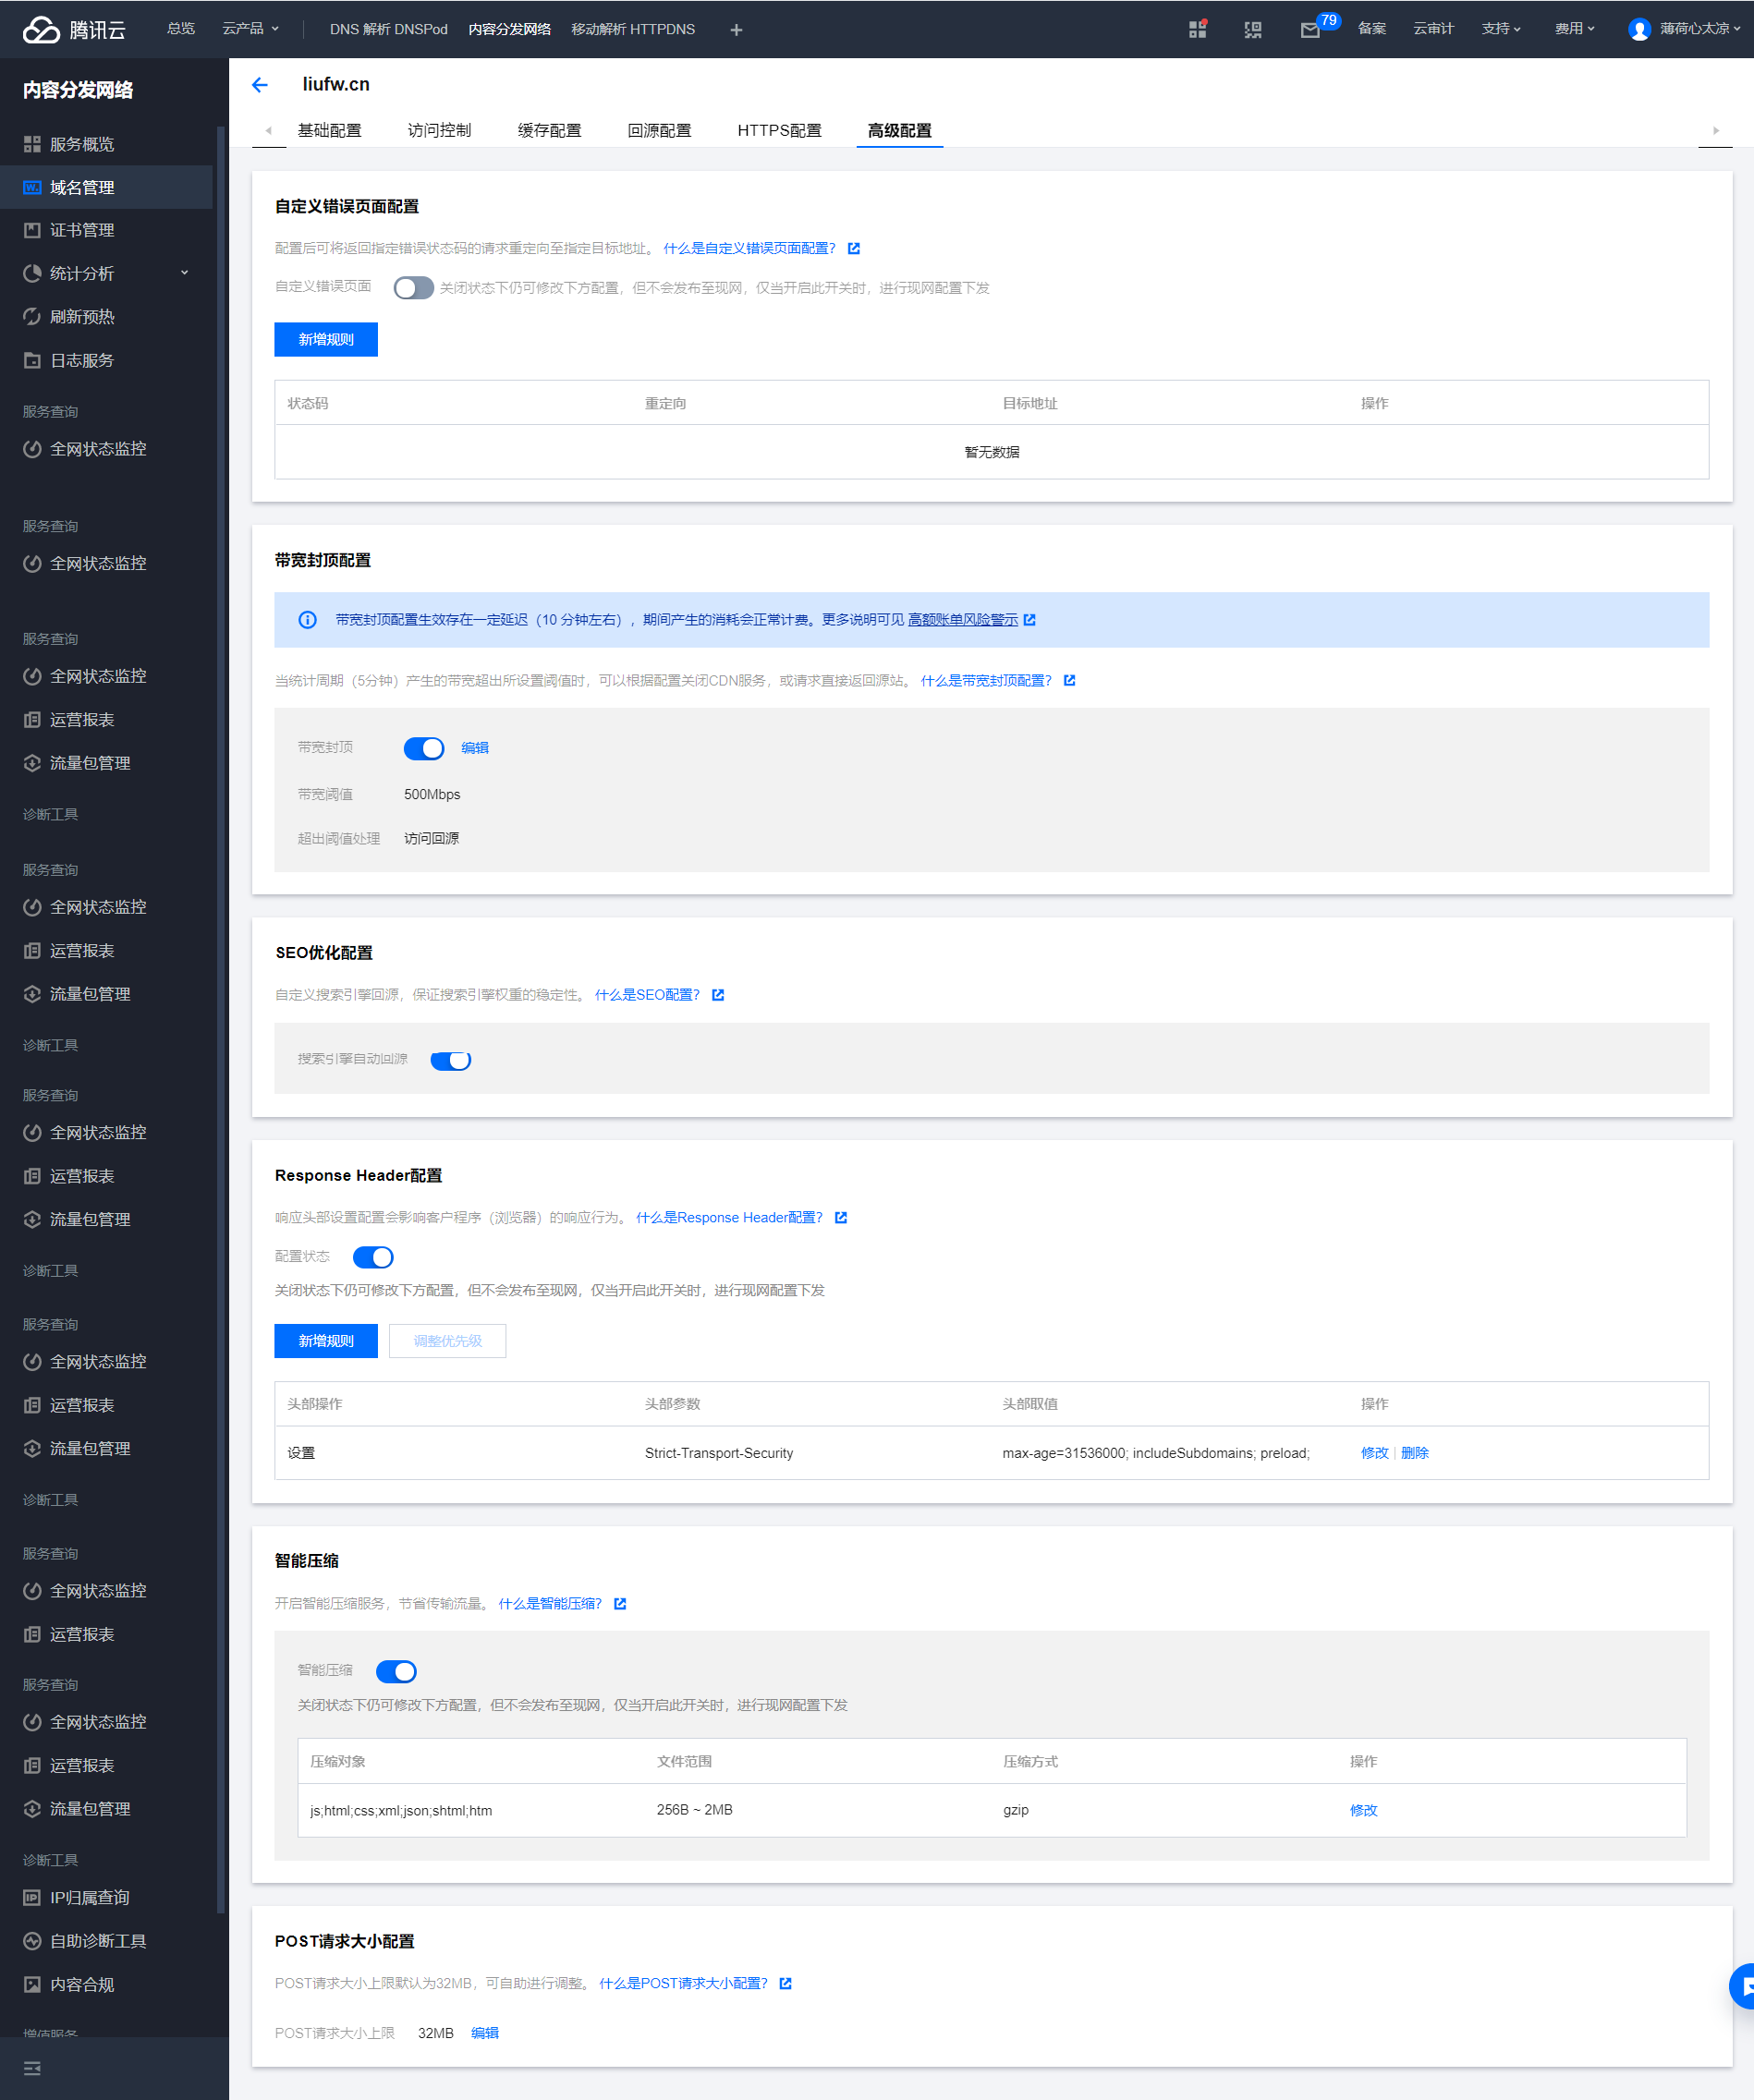 腾讯云 总览 云产品 DNS 解析 DNSPod 内容分发网络 移动解析 HTTPDNS + 79 备案 云审计 支持 费用 薄荷心太凉
内容分发网络
服务概览
域名管理
证书管理
统计分析
刷新预热
日志服务
服务查询
全网状态监控
服务查询
全网状态监控
服务查询
全网状态监控
运营报表
流量包管理
诊断工具
服务查询
全网状态监控
运营报表
流量包管理
诊断工具
服务查询
全网状态监控
运营报表
流量包管理
诊断工具
服务查询
全网状态监控
运营报表
流量包管理
诊断工具
服务查询
全网状态监控
运营报表
服务查询
全网状态监控
运营报表
流量包管理
诊断工具
IP归属查询
自助诊断工具
内容合规
增值服务
liufw.cn
基础配置 访问控制 缓存配置 回源配置 HTTPS配置 高级配置
自定义错误页面配置
配置后可将返回指定错误状态码的请求重定向至指定目标地址。 什么是自定义错误页面配置?
自定义错误页面 关闭状态下仍可修改下方配置，但不会发布至现网，仅当开启此开关时，进行现网配置下发
新增规则
状态码 重定向 目标地址 操作
暂无数据
带宽封顶配置
带宽封顶配置生效存在一定延迟（10 分钟左右），期间产生的消耗会正常计费。更多说明可见 高额账单风险警示
当统计周期（5分钟）产生的带宽超出所设置阈值时，可以根据配置关闭CDN服务，或请求直接返回源站。 什么是带宽封顶配置?
带宽封顶 编辑
带宽阈值 500Mbps
超出阈值处理 访问回源
SEO优化配置
自定义搜索引擎回源，保证搜索引擎权重的稳定性。 什么是SEO配置?
搜索引擎自动回源
Response Header配置
响应头部设置配置会影响客户程序（浏览器）的响应行为。 什么是Response Header配置?
配置状态
关闭状态下仍可修改下方配置，但不会发布至现网，仅当开启此开关时，进行现网配置下发
新增规则 调整优先级
头部操作 头部参数 头部取值 操作
设置 Strict-Transport-Security max-age=31536000; includeSubdomains; preload; 修改 | 删除
智能压缩
开启智能压缩服务，节省传输流量。 什么是智能压缩?
智能压缩
关闭状态下仍可修改下方配置，但不会发布至现网，仅当开启此开关时，进行现网配置下发
压缩对象 文件范围 压缩方式 操作
js;html;css;xml;json;shtml;htm 256B ~ 2MB gzip 修改
POST请求大小配置
POST请求大小上限默认为32MB，可自助进行调整。 什么是POST请求大小配置?
POST请求大小上限 32MB 编辑